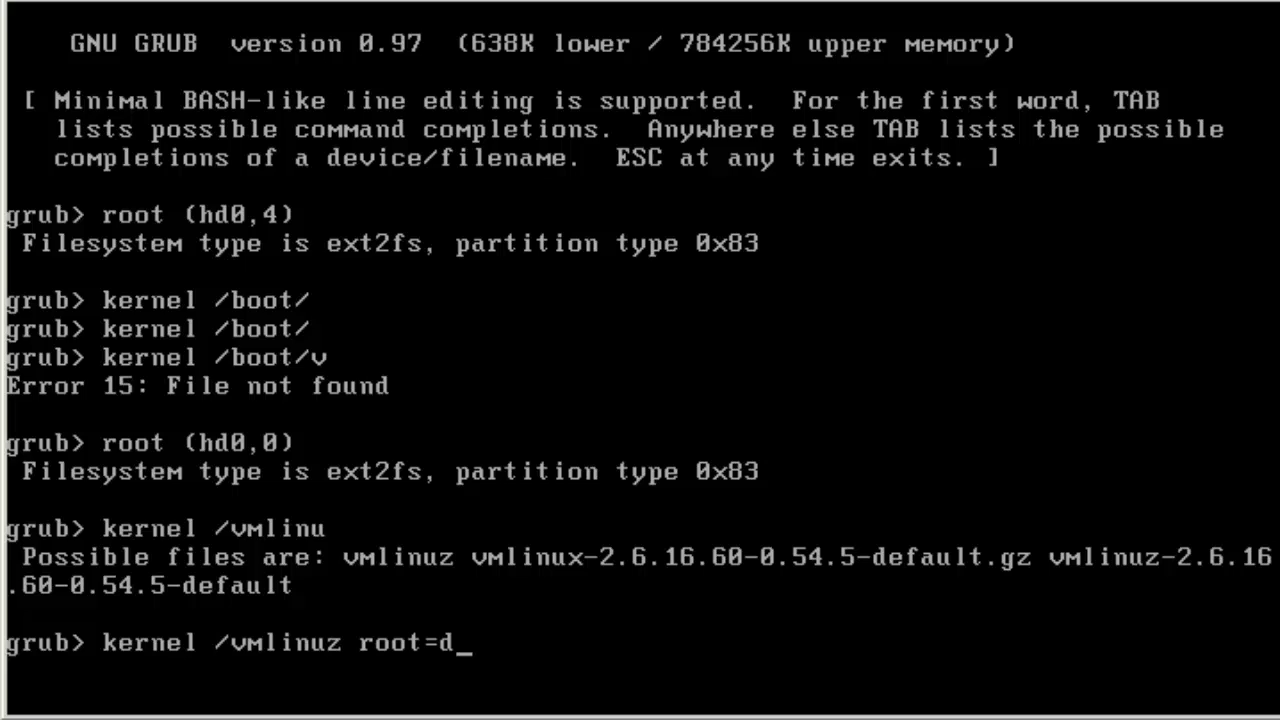 GNU GRUB  version 0.97  (638K lower / 784256K upper memory)
[ Minimal BASH-like line editing is supported.  For the first word, TAB
lists possible command completions.  Anywhere else TAB lists the possible
completions of a device/filename.  ESC at any time exits. ]
grub> root (hd0,4)
Filesystem type is ext2fs, partition type 0x83
grub> kernel /boot/
grub> kernel /boot/
grub> kernel /boot/v
Error 15: File not found
grub> root (hd0,0)
Filesystem type is ext2fs, partition type 0x83
grub> kernel /vmlinu
Possible files are: vmlinuz vmlinux-2.6.16.60-0.54.5-default.gz vmlinuz-2.6.16
.60-0.54.5-default
grub> kernel /vmlinuz root=d_